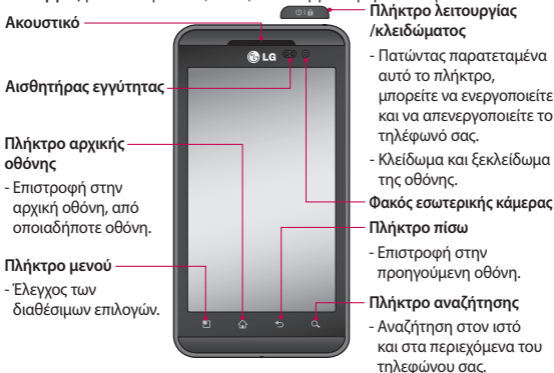 Ακουστικό
Αισθητήρας εγγύτητας
Πλήκτρο αρχικής
οθόνης
- Επιστροφή στην
αρχική οθόνη, από
οποιαδήποτε οθόνη.
Πλήκτρο μενού
- Έλεγχος των
διαθέσιμων επιλογών.
LG
Πλήκτρο λειτουργίας
/κλειδώματος
- Πατώντας παρατεταμένα
αυτό το πλήκτρο,
μπορείτε να ενεργοποιείτε
και να απενεργοποιείτε το
τηλέφωνό σας.
- Κλείδωμα και ξεκλείδωμα
της οθόνης.
Φακός εσωτερικής κάμερας
Πλήκτρο πίσω
- Επιστροφή στην
προηγούμενη οθόνη.
Πλήκτρο αναζήτησης
- Αναζήτηση στον ιστό
και στα περιεχόμενα του
τηλεφώνου σας.